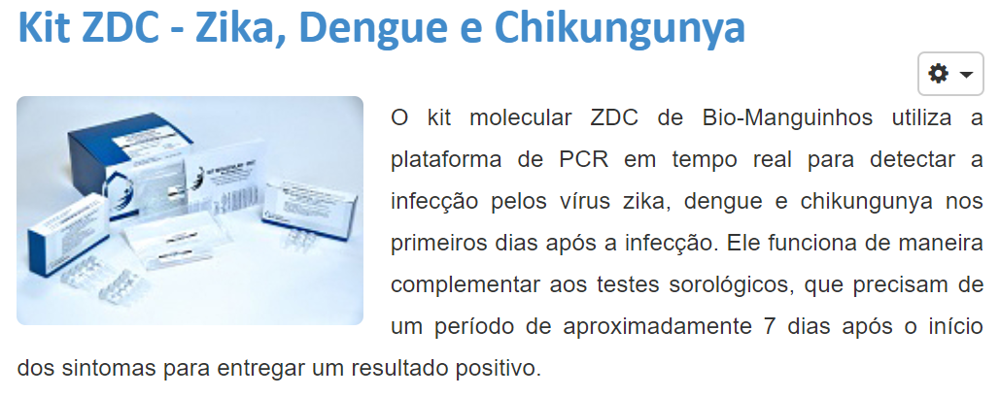 Kit ZDC - Zika, Dengue e Chikungunya
O kit molecular ZDC de Bio-Manguinhos utiliza a
plataforma de PCR em tempo real para detectar a
infecção pelos vírus zika, dengue e chikungunya nos
primeiros dias após a infecção. Ele funciona de maneira
complementar aos testes sorológicos, que precisam de
um período de aproximadamente 7 dias após o início
dos sintomas para entregar um resultado positivo.